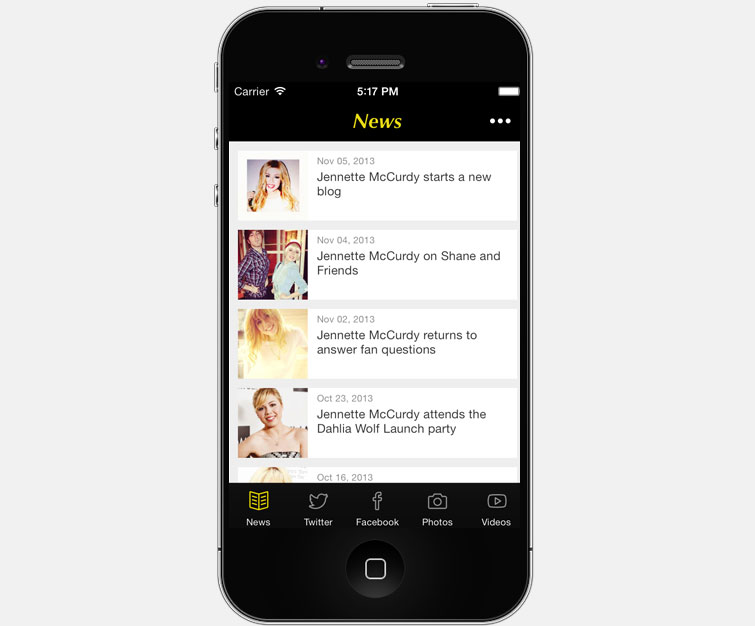 Carrier 5:17 PM
News
Nov 05, 2013
Jennette McCurdy starts a new
blog
Nov 04, 2013
Jennette McCurdy on Shane and
Friends
Nov 02, 2013
Jennette McCurdy returns to
answer fan questions
Oct 23, 2013
Jennette McCurdy attends the
Dahlia Wolf Launch party
Oct 16, 2013
News Twitter Facebook Photos Videos